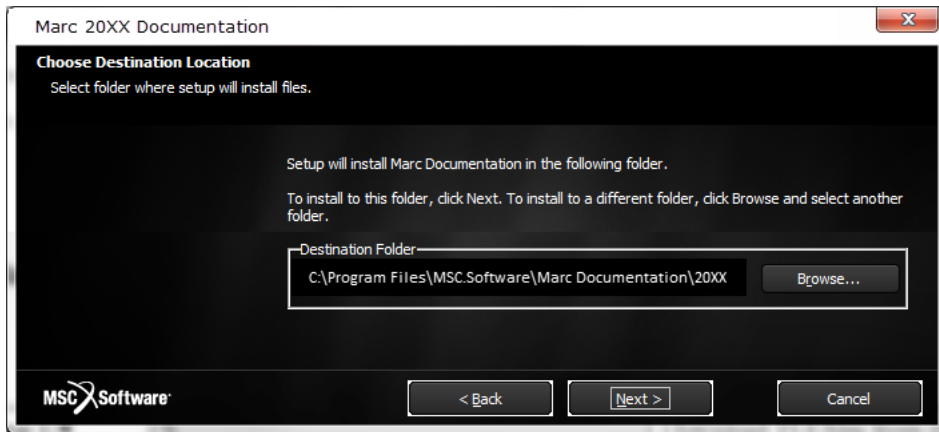 Marc 20XX Documentation
Choose Destination Location
Select folder where setup will install files.
Setup will install Marc Documentation in the following folder.
To install to this folder, click Next. To install to a different folder, click Browse and select another
folder.
Destination Folder
C:\Program Files\MSC.Software\Marc Documentation\20XX
Browse...
MSC Software
< Back
Next >
Cancel